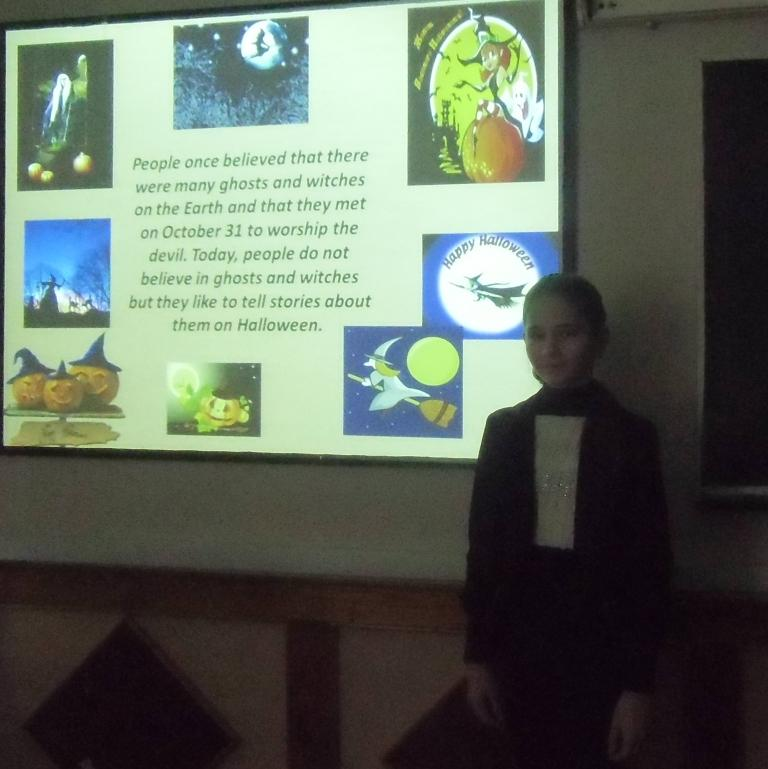 People once believed that there
were many ghosts and witches
on the Earth and that they met
on October 31 to worship the
devil. Today, people do not
believe in ghosts and witches
but they like to tell stories about
them on Halloween.
Happy Halloween